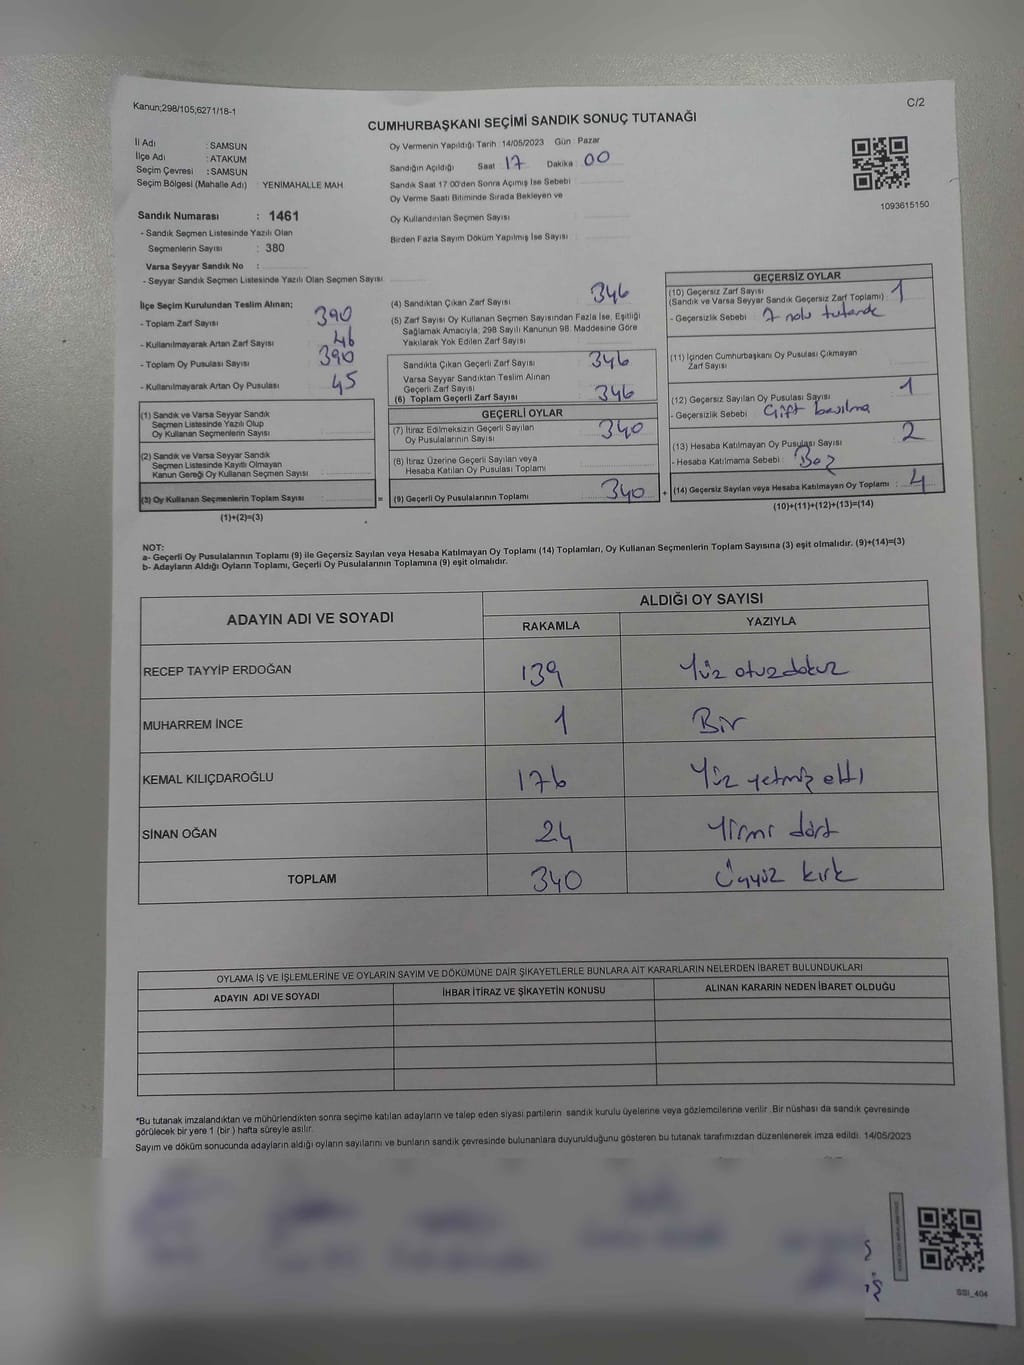 Kanun;298/105;6271/18-1
C/2
CUMHURBAŞKANI SEÇİMİ SANDIK SONUÇ TUTANAĞI
İl Adı : SAMSUN
İlçe Adı : ATAKUM
Seçim Çevresi : SAMSUN
Seçim Bölgesi (Mahalle Adı) : YENİMAHALLE MAH.
Oy Vermenin Yapıldığı Tarih : 14/05/2023 Gün : Pazar
Sandığın Açıldığı Saat : 17 Dakika : 00
Sandık Saat 17:00'den Sonra Açılmış İse Sebebi :
Oy Verme Saati Bitiminde Sırada Bekleyen ve
Oy Kullandırılan Seçmen Sayısı :
Birden Fazla Sayım Döküm Yapılmış İse Sayısı :
1093615150
Sandık Numarası : 1461
- Sandık Seçmen Listesinde Yazılı Olan
Seçmenlerin Sayısı : 380
Varsa Seyyar Sandık No :
- Seyyar Sandık Seçmen Listesinde Yazılı Olan Seçmen Sayısı :
İlçe Seçim Kurulundan Teslim Alınan;
- Toplam Zarf Sayısı : 390
- Kullanılmayarak Artan Zarf Sayısı : 46
- Toplam Oy Pusulası Sayısı : 390
- Kullanılmayarak Artan Oy Pusulası : 45
(1) Sandık ve Varsa Seyyar Sandık
Seçmen Listesinde Yazılı Olup
Oy Kullanan Seçmenlerin Sayısı :
(2) Sandık ve Varsa Seyyar Sandık
Seçmen Listesinde Kayıtlı Olmayan
Kanun Gereği Oy Kullanan Seçmen Sayısı :
(3) Oy Kullanan Seçmenlerin Toplam Sayısı :
(1)+(2)=(3)
(4) Sandıktan Çıkan Zarf Sayısı : 346
(5) Zarf Sayısı Oy Kullanan Seçmen Sayısından Fazla İse, Eşitliği
Sağlamak Amacıyla, 298 Sayılı Kanunun 98. Maddesine Göre
Yakılarak Yok Edilen Zarf Sayısı :
Sandıkta Çıkan Geçerli Zarf Sayısı : 346
Varsa Seyyar Sandıktan Teslim Alınan
Geçerli Zarf Sayısı :
(6) Toplam Geçerli Zarf Sayısı : 346
GEÇERLİ OYLAR
(7) İtiraz Edilmeksizin Geçerli Sayılan
Oy Pusulalarının Sayısı : 340
(8) İtiraz Üzerine Geçerli Sayılan veya
Hesaba Katılan Oy Pusulası Toplamı :
= (9) Geçerli Oy Pusulalarının Toplamı : 340 +
GEÇERSİZ OYLAR
(10) Geçersiz Zarf Sayısı
(Sandık ve Varsa Seyyar Sandık Geçersiz Zarf Toplamı) : 1
- Geçersizlik Sebebi : 7 nolu tutanak
(11) İçinden Cumhurbaşkanı Oy Pusulası Çıkmayan
Zarf Sayısı :
(12) Geçersiz Sayılan Oy Pusulası Sayısı : 1
- Geçersizlik Sebebi : Çift basılma
(13) Hesaba Katılmayan Oy Pusulası Sayısı : 2
- Hesaba Katılmama Sebebi : Boş
(14) Geçersiz Sayılan veya Hesaba Katılmayan Oy Toplamı : 4
(10)+(11)+(12)+(13)=(14)
NOT:
a- Geçerli Oy Pusulalarının Toplamı (9) ile Geçersiz Sayılan veya Hesaba Katılmayan Oy Toplamı (14) Toplamları, Oy Kullanan Seçmenlerin Toplam Sayısına (3) eşit olmalıdır. (9)+(14)=(3)
b- Adayların Aldığı Oyların Toplamı, Geçerli Oy Pusulalarının Toplamına (9) eşit olmalıdır.
ADAYIN ADI VE SOYADI ALDIĞI OY SAYISI
RAKAMLA YAZIYLA
RECEP TAYYİP ERDOĞAN 139 Yüz otuzdokuz
MUHARREM İNCE 1 Bir
KEMAL KILIÇDAROĞLU 176 Yüz yetmiş altı
SİNAN OĞAN 24 Yirmi dört
TOPLAM 340 Üçyüz kırk
OYLAMA İŞ VE İŞLEMLERİNE VE OYLARIN SAYIM VE DÖKÜMÜNE DAİR ŞİKAYETLERLE BUNLARA AİT KARARLARIN NELERDEN İBARET BULUNDUKLARI
ADAYIN ADI VE SOYADI İHBAR İTİRAZ VE ŞİKAYETİN KONUSU ALINAN KARARIN NEDEN İBARET OLDUĞU
*Bu tutanak imzalandıktan ve mühürlendikten sonra seçime katılan adayların ve talep eden siyasi partilerin sandık kurulu üyelerine veya gözlemcilerine verilir. Bir nüshası da sandık çevresinde
görülecek bir yere 1 (bir ) hafta süreyle asılır.
Sayım ve döküm sonucunda adayların aldığı oyların sayılarını ve bunların sandık çevresinde bulunanlara duyurulduğunu gösteren bu tutanak tarafımızdan düzenlenerek imza edildi. 14/05/2023
SSI_404